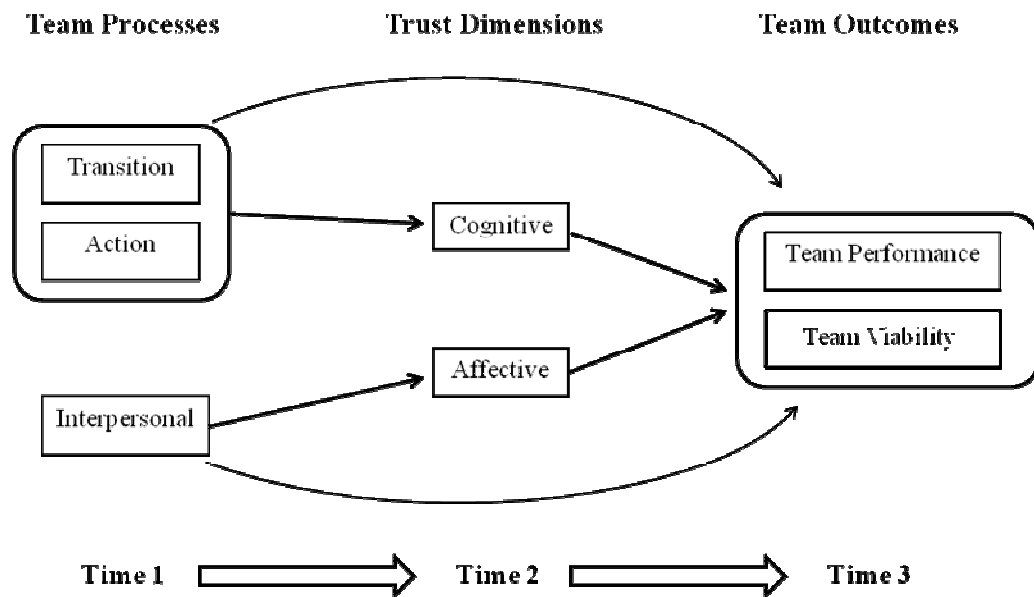 Team Processes
Trust Dimensions
Team Outcomes
Transition
Action
Cognitive
Team Performance
Team Viability
Affective
Interpersonal
Time 1
Time 2
Time 3